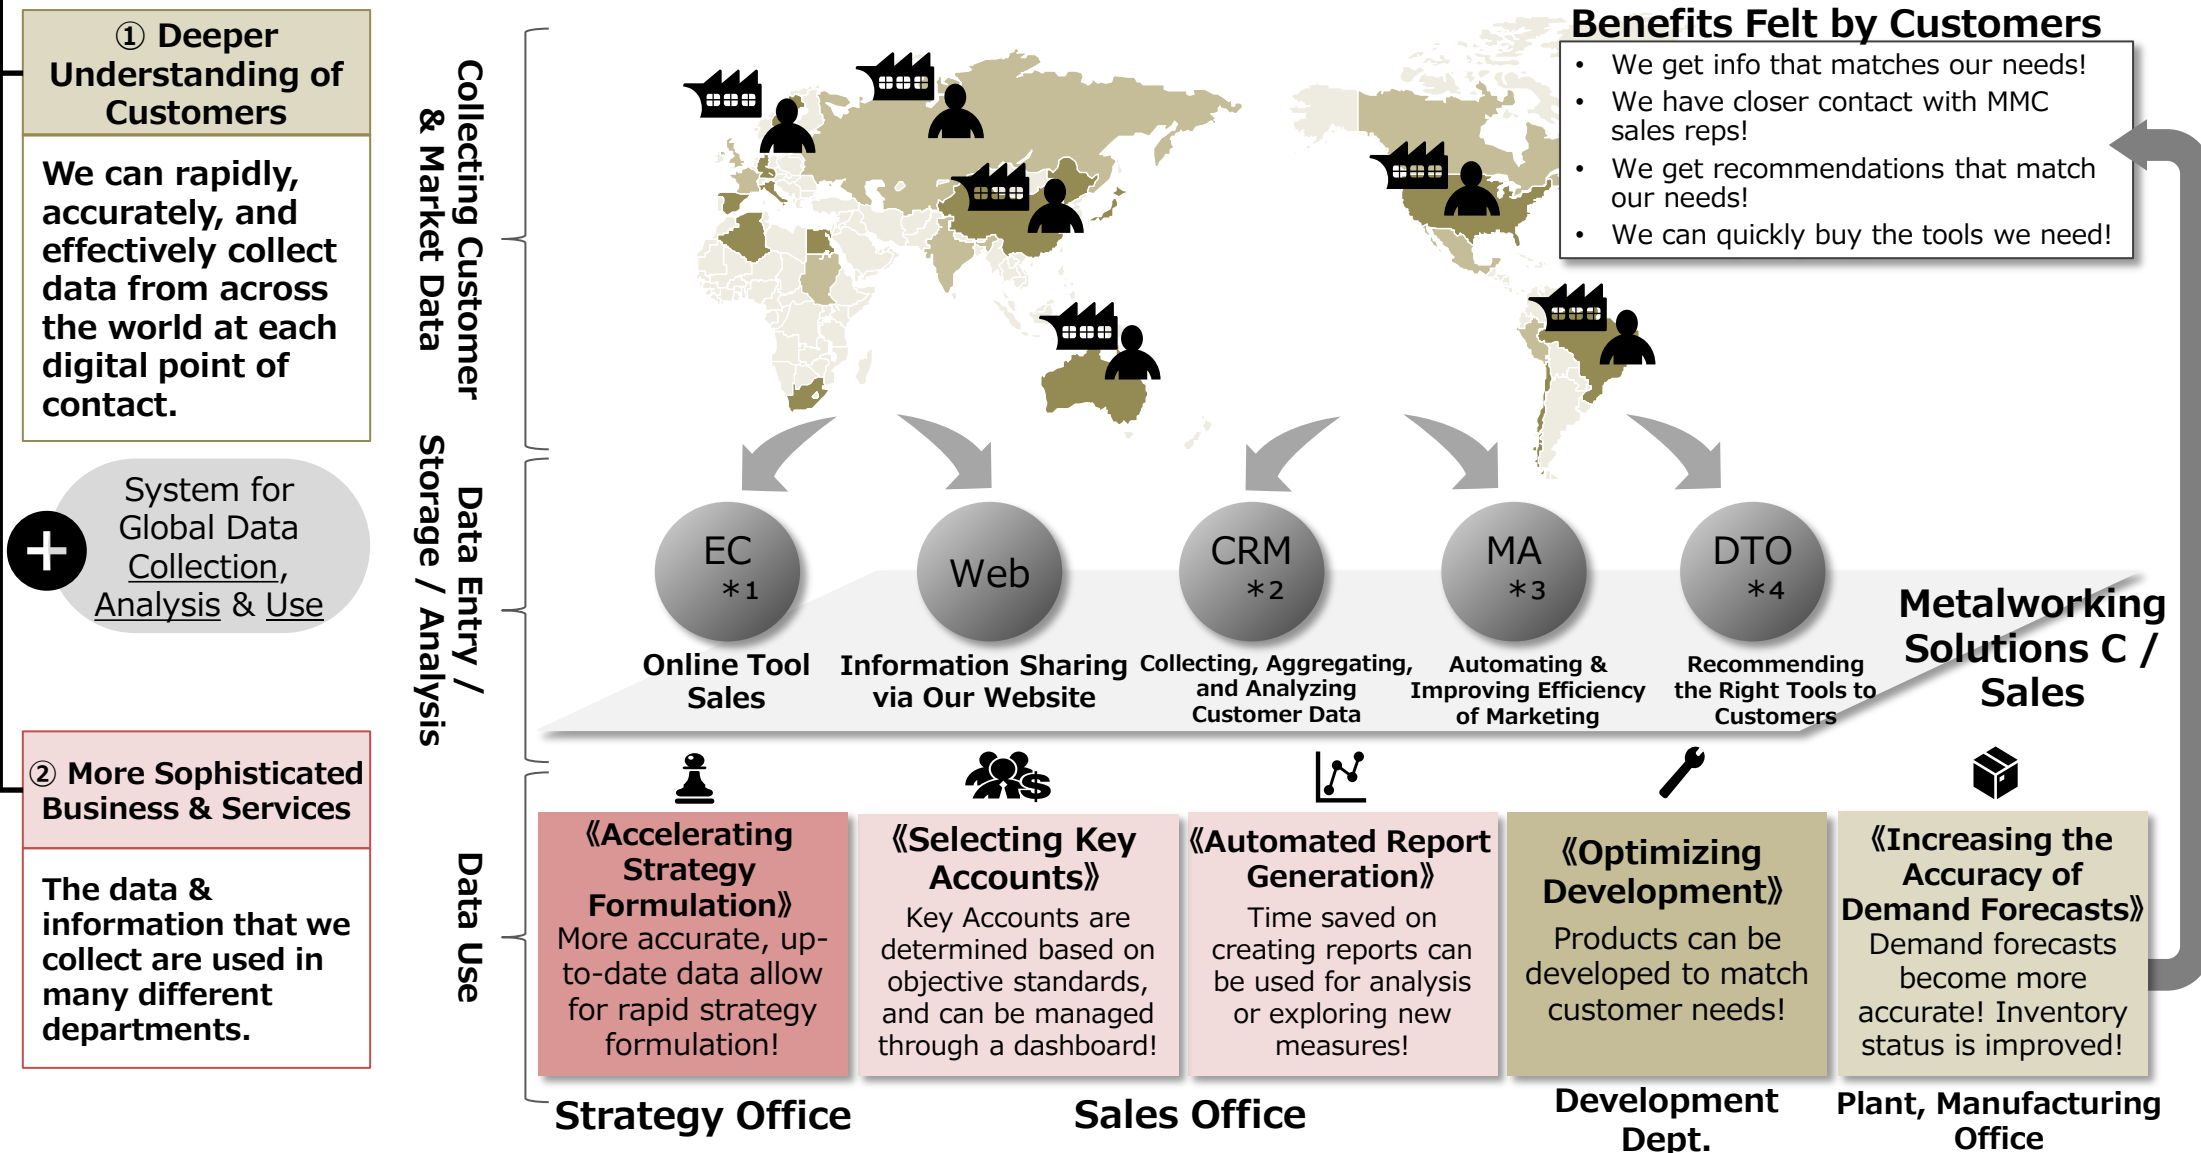 ① Deeper
Understanding of
Customers
We can rapidly,
accurately, and
effectively collect
data from across
the world at each
digital point of
contact.
System for
Global Data
Collection,
Analysis & Use
② More Sophisticated
Business & Services
The data &
information that we
collect are used in
many different
departments.
Collecting Customer
& Market Data
Benefits Felt by Customers
• We get info that matches our needs!
• We have closer contact with MMC
sales reps!
• We get recommendations that match
our needs!
• We can quickly buy the tools we need!
Data Entry /
Storage / Analysis
EC
*1
Online Tool
Sales
Web
Information Sharing
via Our Website
CRM
*2
Collecting, Aggregating,
and Analyzing
Customer Data
MA
*3
Automating &
Improving Efficiency
of Marketing
DTO
*4
Recommending
the Right Tools to
Customers
Metalworking
Solutions C /
Sales
Data Use
《Accelerating
Strategy
Formulation》
More accurate, up-
to-date data allow
for rapid strategy
formulation!
Strategy Office
《Selecting Key
Accounts》
Key Accounts are
determined based on
objective standards,
and can be managed
through a dashboard!
《Automated Report
Generation》
Time saved on
creating reports can
be used for analysis
or exploring new
measures!
Sales Office
《Optimizing
Development》
Products can be
developed to match
customer needs!
Development
Dept.
《Increasing the
Accuracy of
Demand Forecasts》
Demand forecasts
become more
accurate! Inventory
status is improved!
Plant, Manufacturing
Office